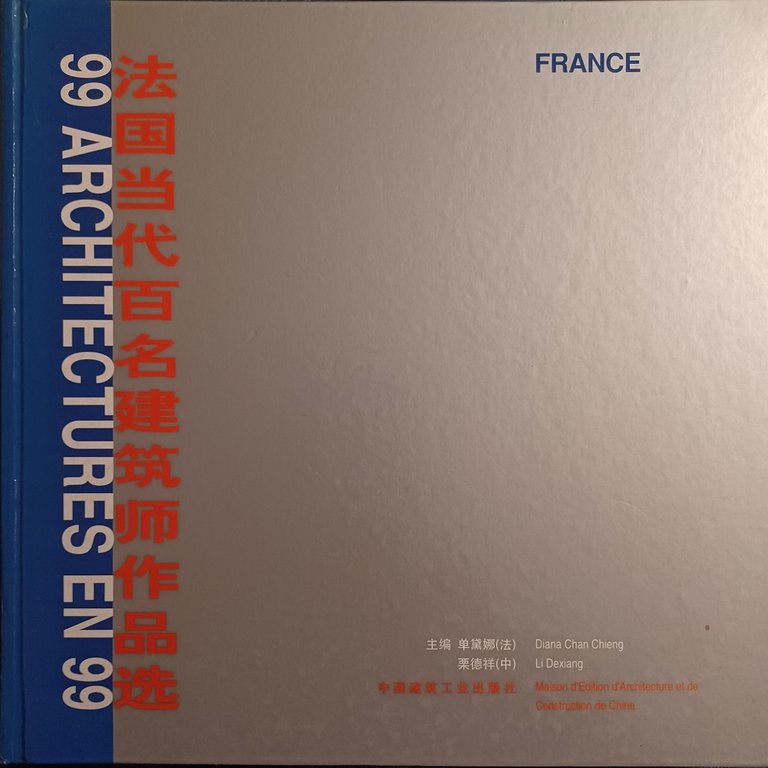 FRANCE
99 ARCHITECTURES EN 99
法国当代百名建筑师作品选
主编 单黛娜(法) Diana Chan Chieng
栗德祥(中) Li Dexiang
中国建筑工业出版社 Maison d'Edition d'Architecture et de
Construction de Chine